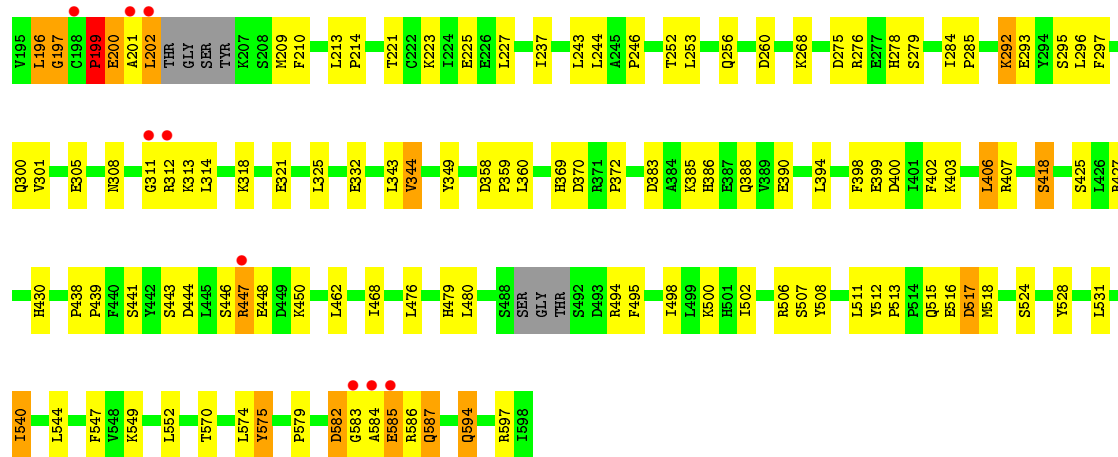 V195 L196 G197 C198 P199 E200 A201 L202 THR GLY SER TYR K207 S208 M209 F210 L213 P214 T221 C222 K223 I224 E225 E226 L227 I237 L243 L244 A245 P246 T252 L253 Q256 D260 K268 D275 R276 E277 H278 S279 I284 P285 K292 E293 Y294 S295 L296 F297
Q300 V301 E305 N308 G311 R312 K313 L314 K318 E321 L325 E332 L343 V344 Y349 D358 P359 L360 H369 D370 R371 P372 D383 A384 K385 H386 E387 Q388 V389 E390 L394 F398 E399 D400 I401 F402 K403 L406 R407 S418 S425 L426
H430 P438 P439 F440 S441 Y442 S443 D444 L445 S446 R447 E448 D449 K450 L462 I468 L476 H479 L480 S488 SER GLY THR S492 D493 R494 F495 I498 L499 K500 H501 I502 R506 S507 Y508 L511 Y512 P513 P514 Q515 E516 D517 M518 S524 Y528 L531
I540 L544 F547 V548 K549 L552 T570 L574 Y575 P579 D582 G583 A584 E585 R586 Q587 Q594 R597 I598